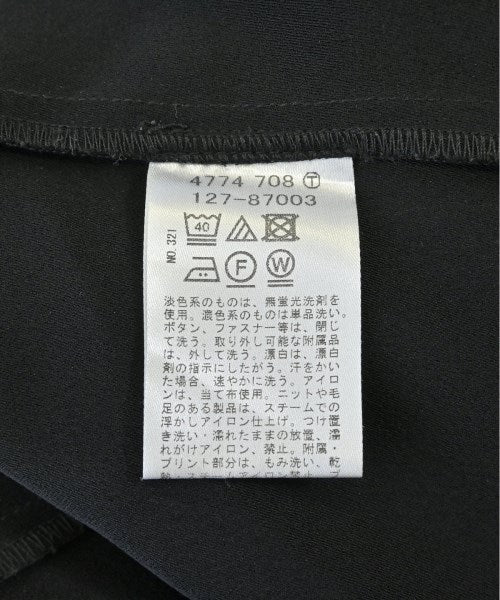 4774 708 Ⓣ
127-87003
NO.321
40
F
W
淡色系のものは、無蛍光洗剤を
使用。濃色系のものは単品洗い。
ボタン、ファスナー等は、閉じ
て洗う。取り外し可能な附属品
は、外して洗う。漂白は、漂白
剤の指示にしたがう。汗をかい
た場合、速やかに洗う。アイロ
ンは、当て布使用。ニットや毛
足のある製品は、スチームでの
浮かしアイロン仕上げ。つけ置
き洗い・濡れたままの放置、濡
れがけアイロン、禁止。附属・
プリント部分は、もみ洗い、乾